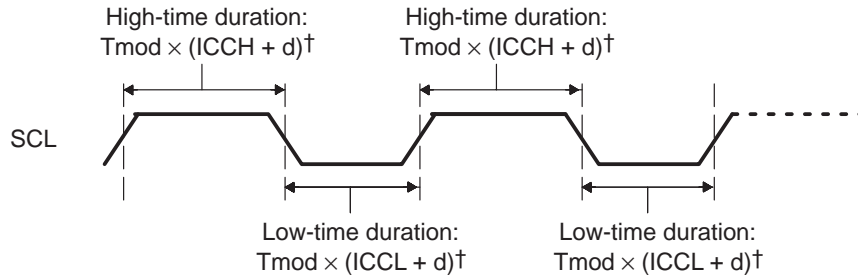 High-time duration:
Tmod × (ICCH + d)†
High-time duration:
Tmod × (ICCH + d)†
SCL
Low-time duration:
Tmod × (ICCL + d)†
Low-time duration:
Tmod × (ICCL + d)†